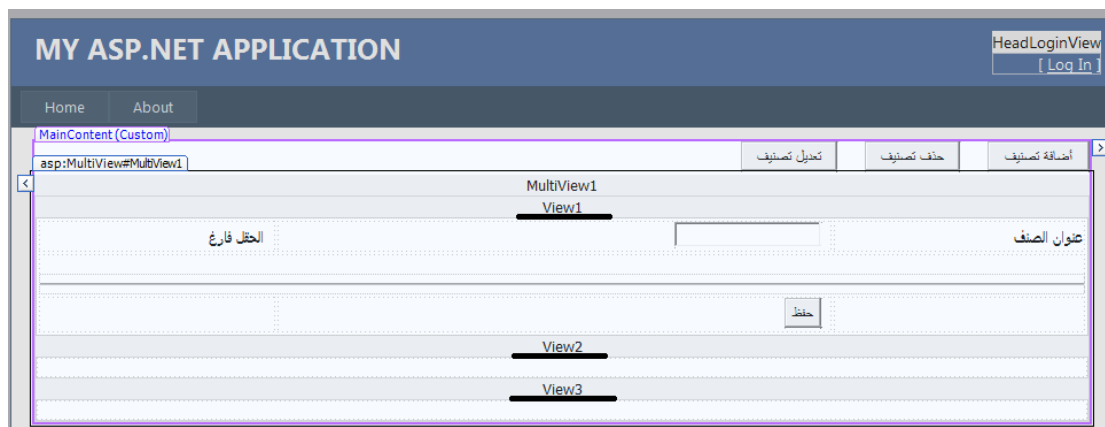 MY ASP.NET APPLICATION
HeadLoginView
[ Log In ]
Home About
MainContent (Custom)
أضافة تصنيف حذف تصنيف تعديل تصنيف
asp:MultiView#MultiView1
MultiView1
View1
عنوان الصنف الحقل فارغ
حفظ
View2
View3